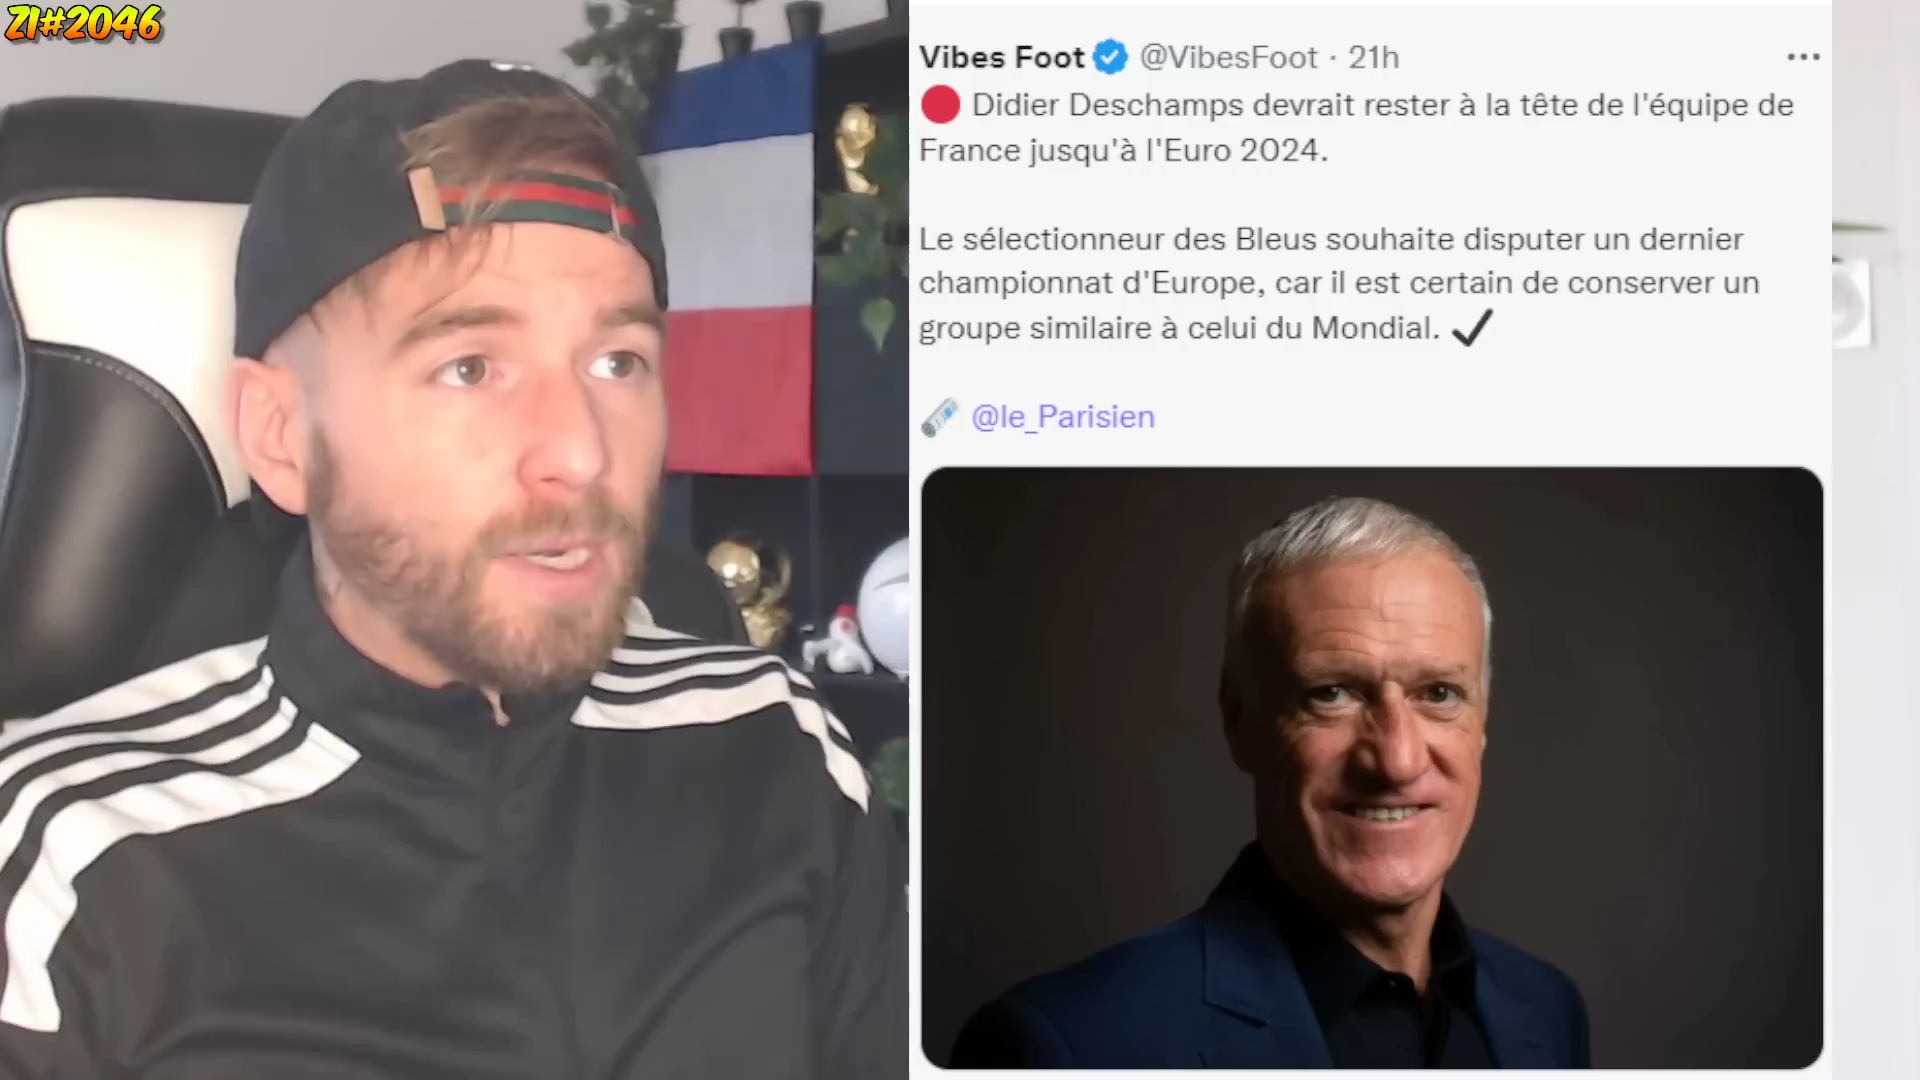 ZI#2046
Vibes Foot @VibesFoot · 21h
Didier Deschamps devrait rester à la tête de l'équipe de
France jusqu'à l'Euro 2024.
Le sélectionneur des Bleus souhaite disputer un dernier
championnat d'Europe, car il est certain de conserver un
groupe similaire à celui du Mondial.
@le_Parisien